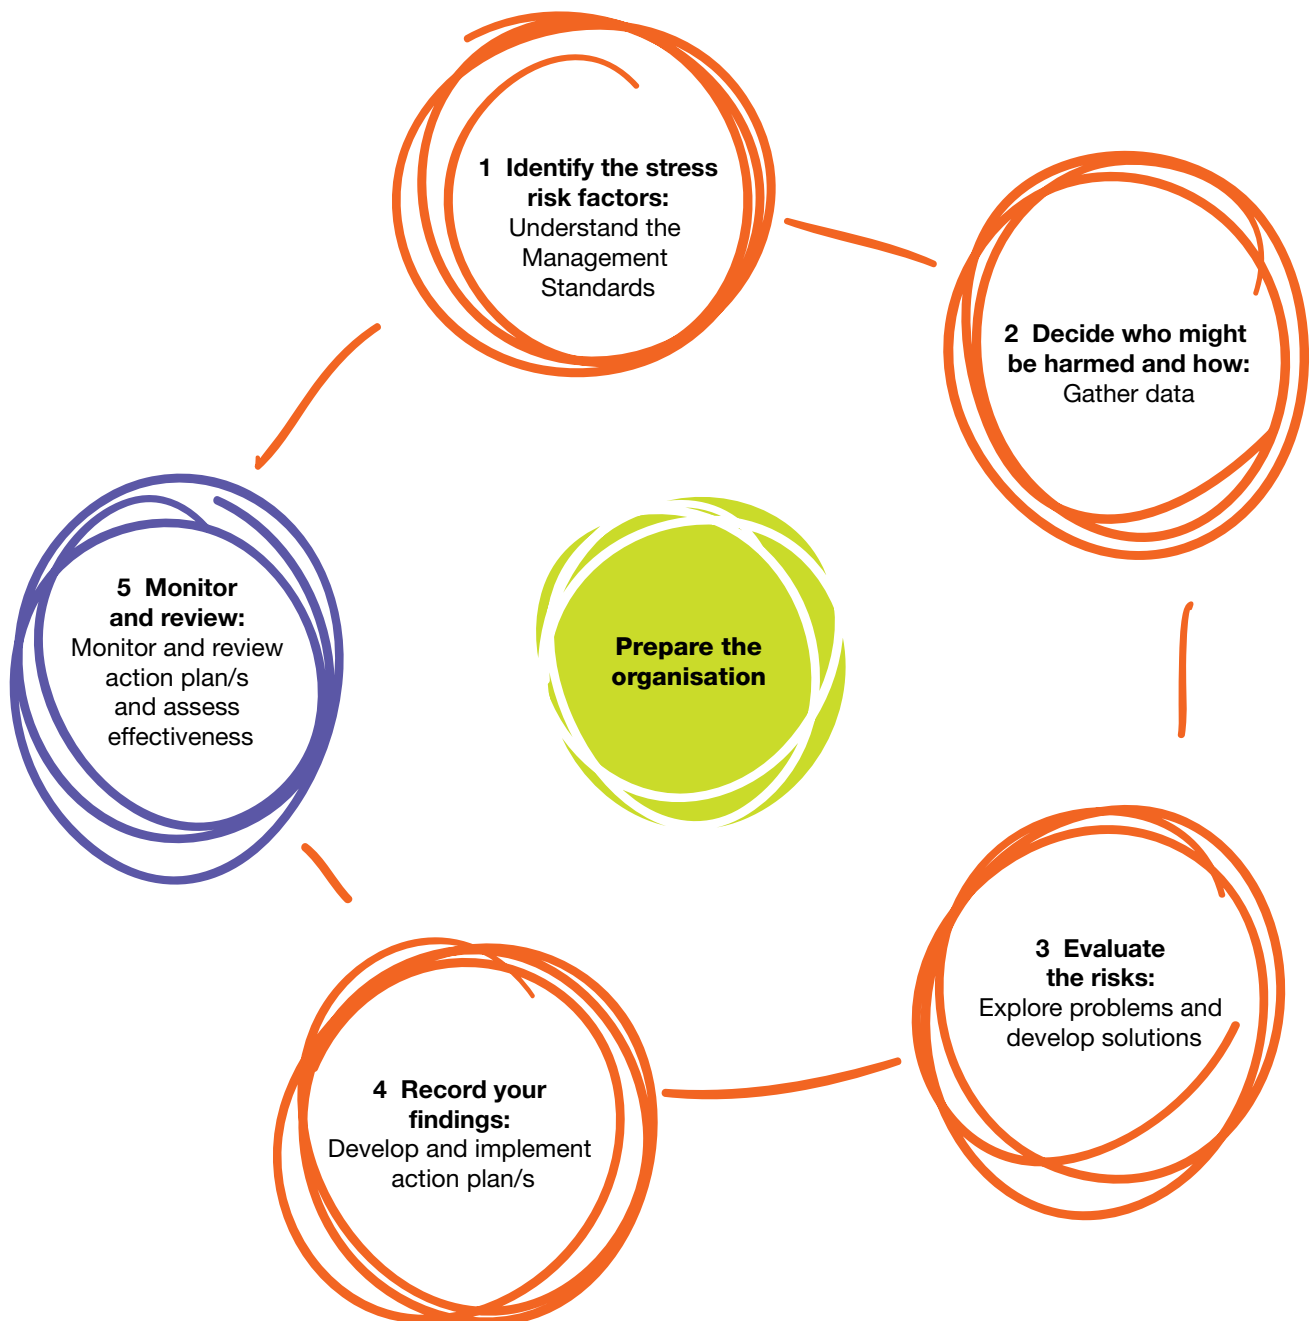 1 Identify the stress
risk factors:
Understand the
Management
Standards
2 Decide who might
be harmed and how:
Gather data
3 Evaluate
the risks:
Explore problems and
develop solutions
4 Record your
findings:
Develop and implement
action plan/s
5 Monitor
and review:
Monitor and review
action plan/s
and assess
effectiveness
Prepare the
organisation